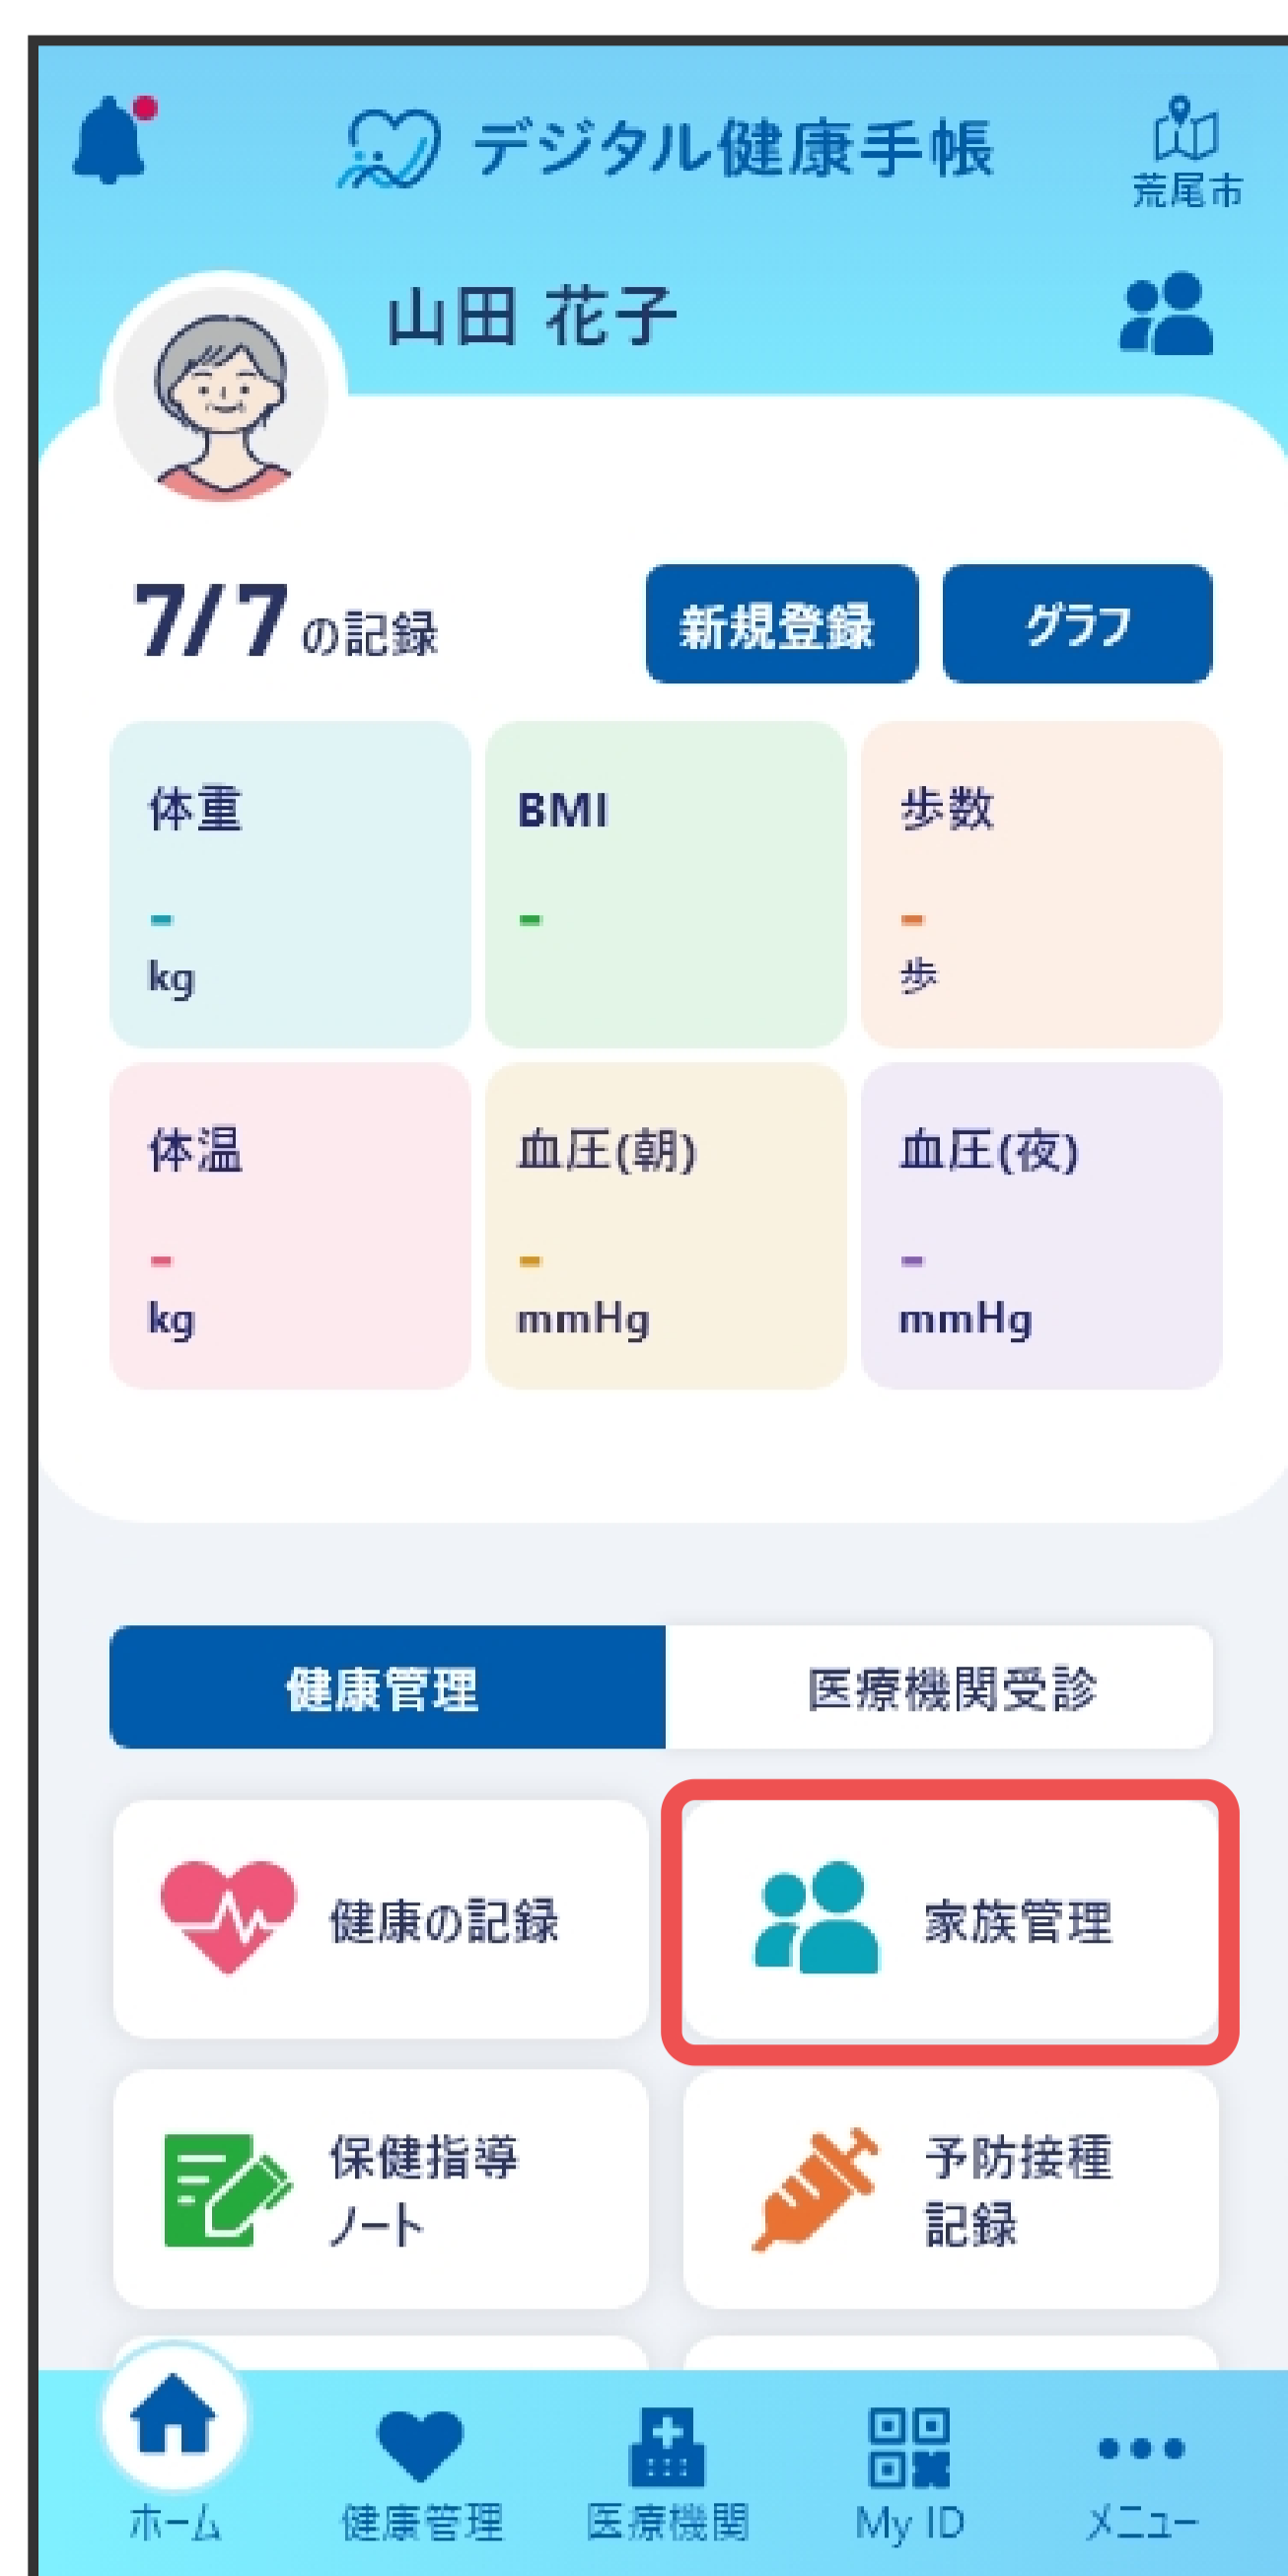 デジタル健康手帳
荒尾市
山田 花子
7/7の記録
新規登録
グラフ
体重
-
kg
BMI
-
歩数
-
歩
体温
-
kg
血圧(朝)
-
mmHg
血圧(夜)
-
mmHg
健康管理
医療機関受診
健康の記録
家族管理
保健指導
ノート
予防接種
記録
ホーム
健康管理
医療機関
My ID
メニュー